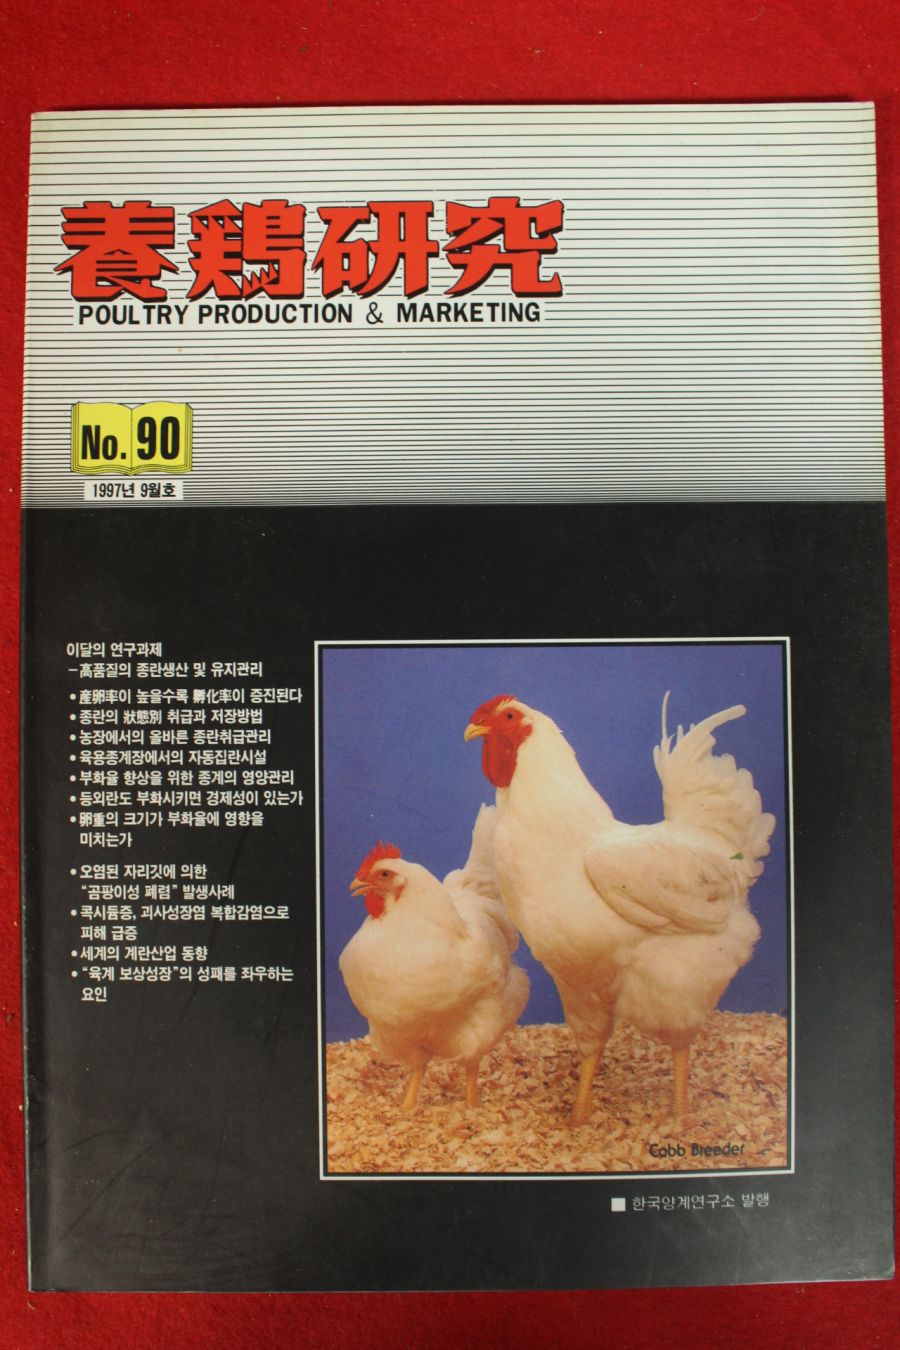 養鶏研究
POULTRY PRODUCTION & MARKETING
No. 90
1997년 9월호
이달의 연구과제
－高품질의 종란생산 및 유지관리
• 産卵率이 높을수록 孵化率이 증진된다
• 종란의 狀態別 취급과 저장방법
• 농장에서의 올바른 종란취급관리
• 육용종계장에서의 자동집란시설
• 부화율 향상을 위한 종계의 영양관리
• 등외란도 부화시키면 경제성이 있는가
• 卵重의 크기가 부화율에 영향을
미치는가
• 오염된 자리깃에 의한
“곰팡이성 폐렴” 발생사례
• 콕시듐증, 괴사성장염 복합감염으로
피해 급증
• 세계의 계란산업 동향
• “육계 보상성장”의 성패를 좌우하는
요인
Cobb Breeder
■ 한국양계연구소 발행